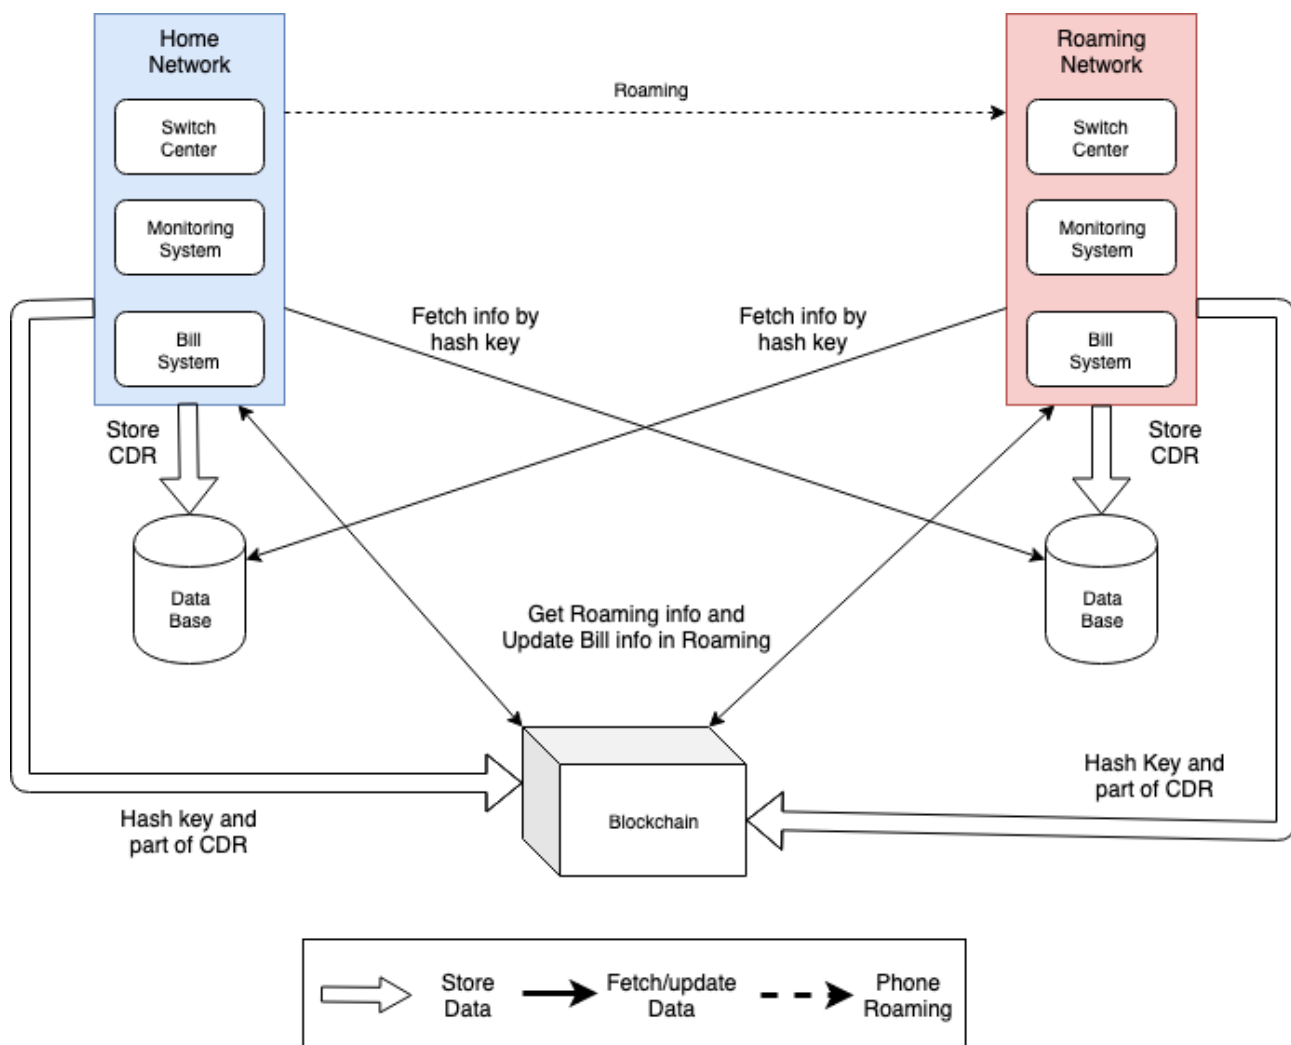 Home
Network
Roaming
Network
Roaming
Switch
Center
Switch
Center
Monitoring
System
Monitoring
System
Fetch info by
hash key
Fetch info by
hash key
Bill
System
Bill
System
Store
CDR
Store
CDR
Data
Base
Data
Base
Get Roaming info and
Update Bill info in Roaming
Hash Key and
part of CDR
Hash key and
part of CDR
Blockchain
Store
Data
Fetch/update
Data
Phone
Roaming